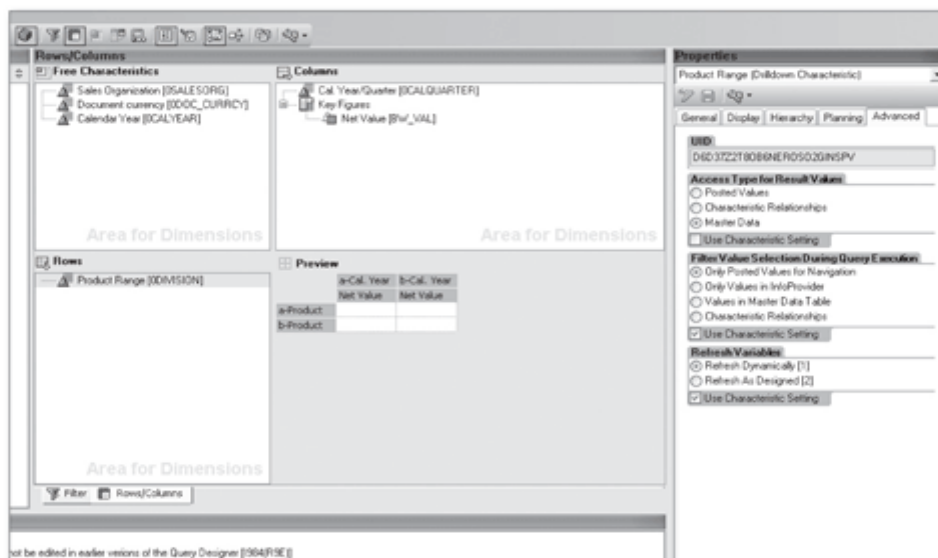 Rows/Columns
Free Characteristics
Sales Organization [0SALESORG]
Document currency [0DOC_CURRCY]
Calendar Year [0CALYEAR]
Area for Dimensions
Columns
Cal. Year/Quarter [0CALQUARTER]
Key Figures
Net Value [BW_VAL]
Area for Dimensions
Rows
Product Range [0DIVISION]
Area for Dimensions
Preview
a-Cal. Year b-Cal. Year
Net Value Net Value
a-Product
b-Product
Filter Rows/Columns
not be edited in earlier verions of the Query Designer [1984(R9E)]
Properties
Product Range (Drilldown Characteristic)
General Display Hierarchy Planning Advanced
UID
Access Type for Result Values
Posted Values
Characteristic Relationships
Master Data
Use Characteristic Setting
Filter Value Selection During Query Execution
Only Posted Values for Navigation
Only Values in InfoProvider
Values in Master Data Table
Characteristic Relationships
Use Characteristic Setting
Refresh Variables
Refresh Dynamically [1]
Refresh As Designed [2]
Use Characteristic Setting